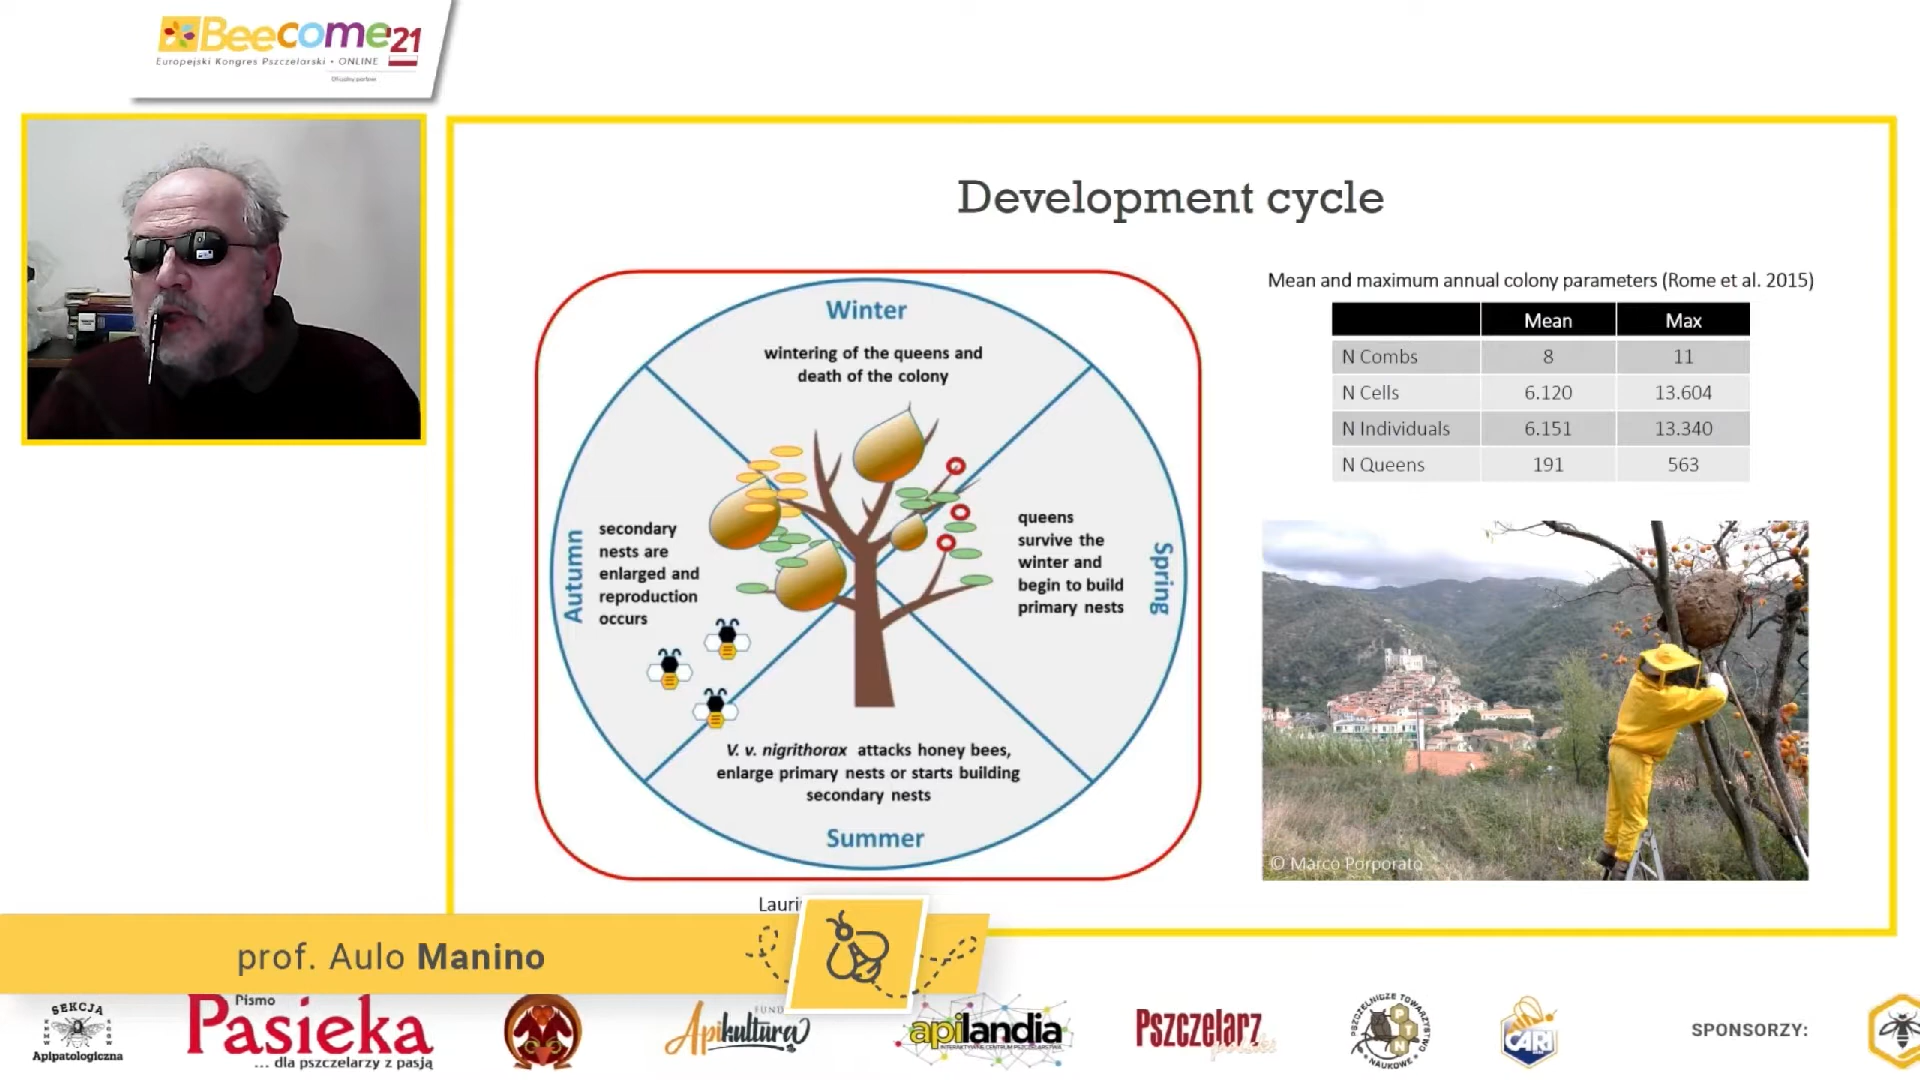 Beecome'21
Europejski Kongres Pszczelarski • ONLINE
Oficjalny partner
Development cycle
Winter
wintering of the queens and
death of the colony
Autumn
secondary
nests are
enlarged and
reproduction
occurs
queens
survive the
winter and
begin to build
primary nests
Spring
V. v. nigrithorax attacks honey bees,
enlarge primary nests or starts building
secondary nests
Summer
Mean and maximum annual colony parameters (Rome et al. 2015)
Mean Max
N Combs 8 11
N Cells 6.120 13.604
N Individuals 6.151 13.340
N Queens 191 563
© Marco Porporato
prof. Aulo Manino
SEKCJA
Apipatologiczna
Pismo
Pasieka
... dla pszczelarzy z pasją
Apikultura
apilandia
INTERAKTYWNE CENTRUM PSZCZELARSTWA
PSZCZELARZ
polski
PSZCZELNICZE TOWARZYSTWO
NAUKOWE
PTN
CARI
SPONSORZY: